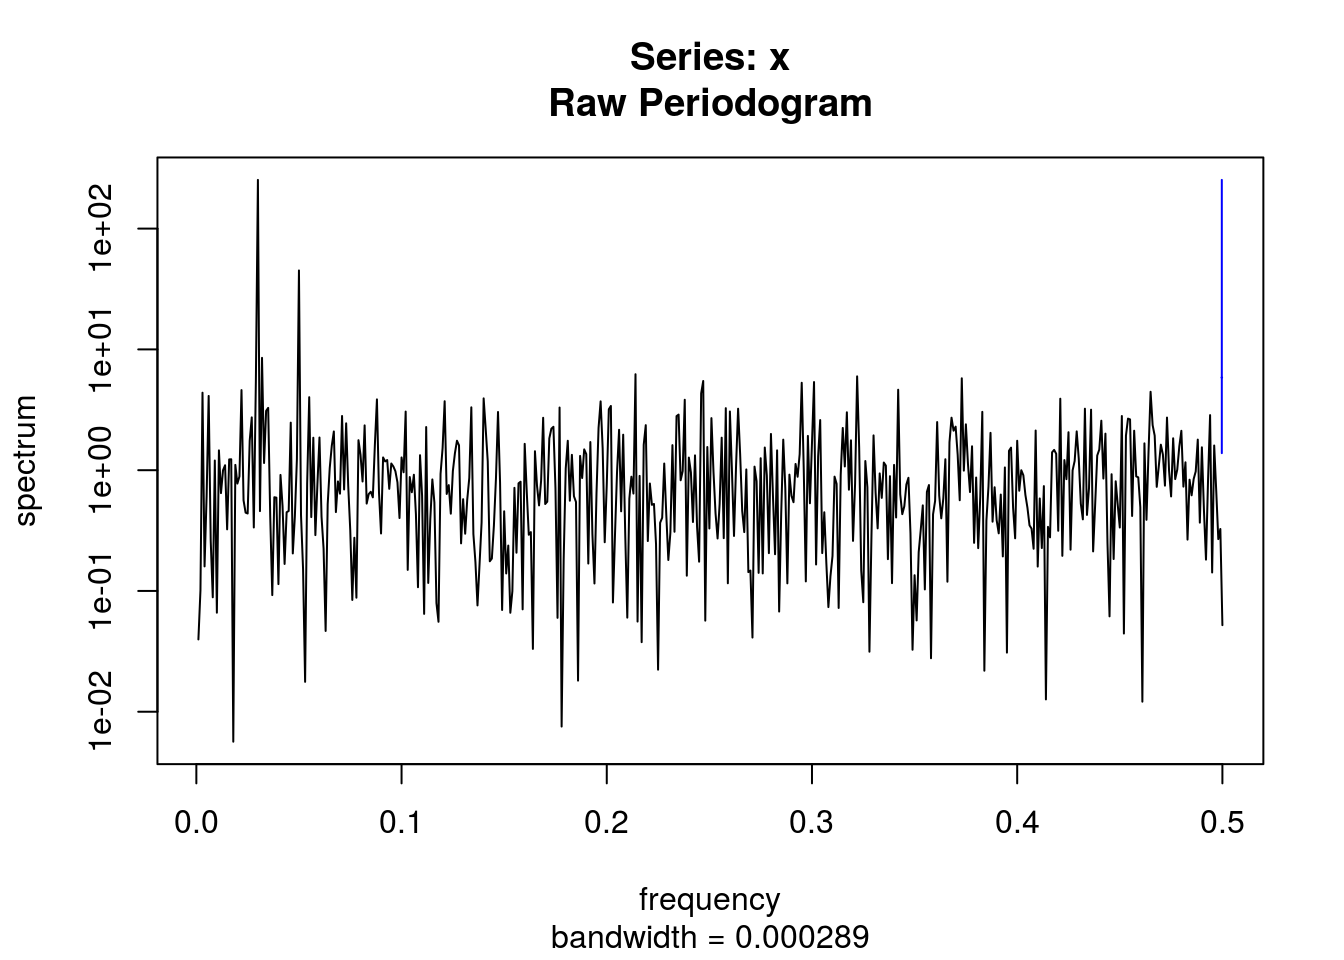 Series: x
Raw Periodogram
spectrum
1e+02
1e+01
1e+00
1e-01
1e-02
0.0 0.1 0.2 0.3 0.4 0.5
frequency
bandwidth = 0.000289